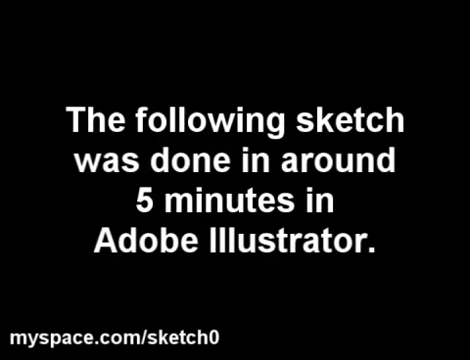 The following sketch
was done in around
5 minutes in
Adobe Illustrator.
myspace.com/sketch0